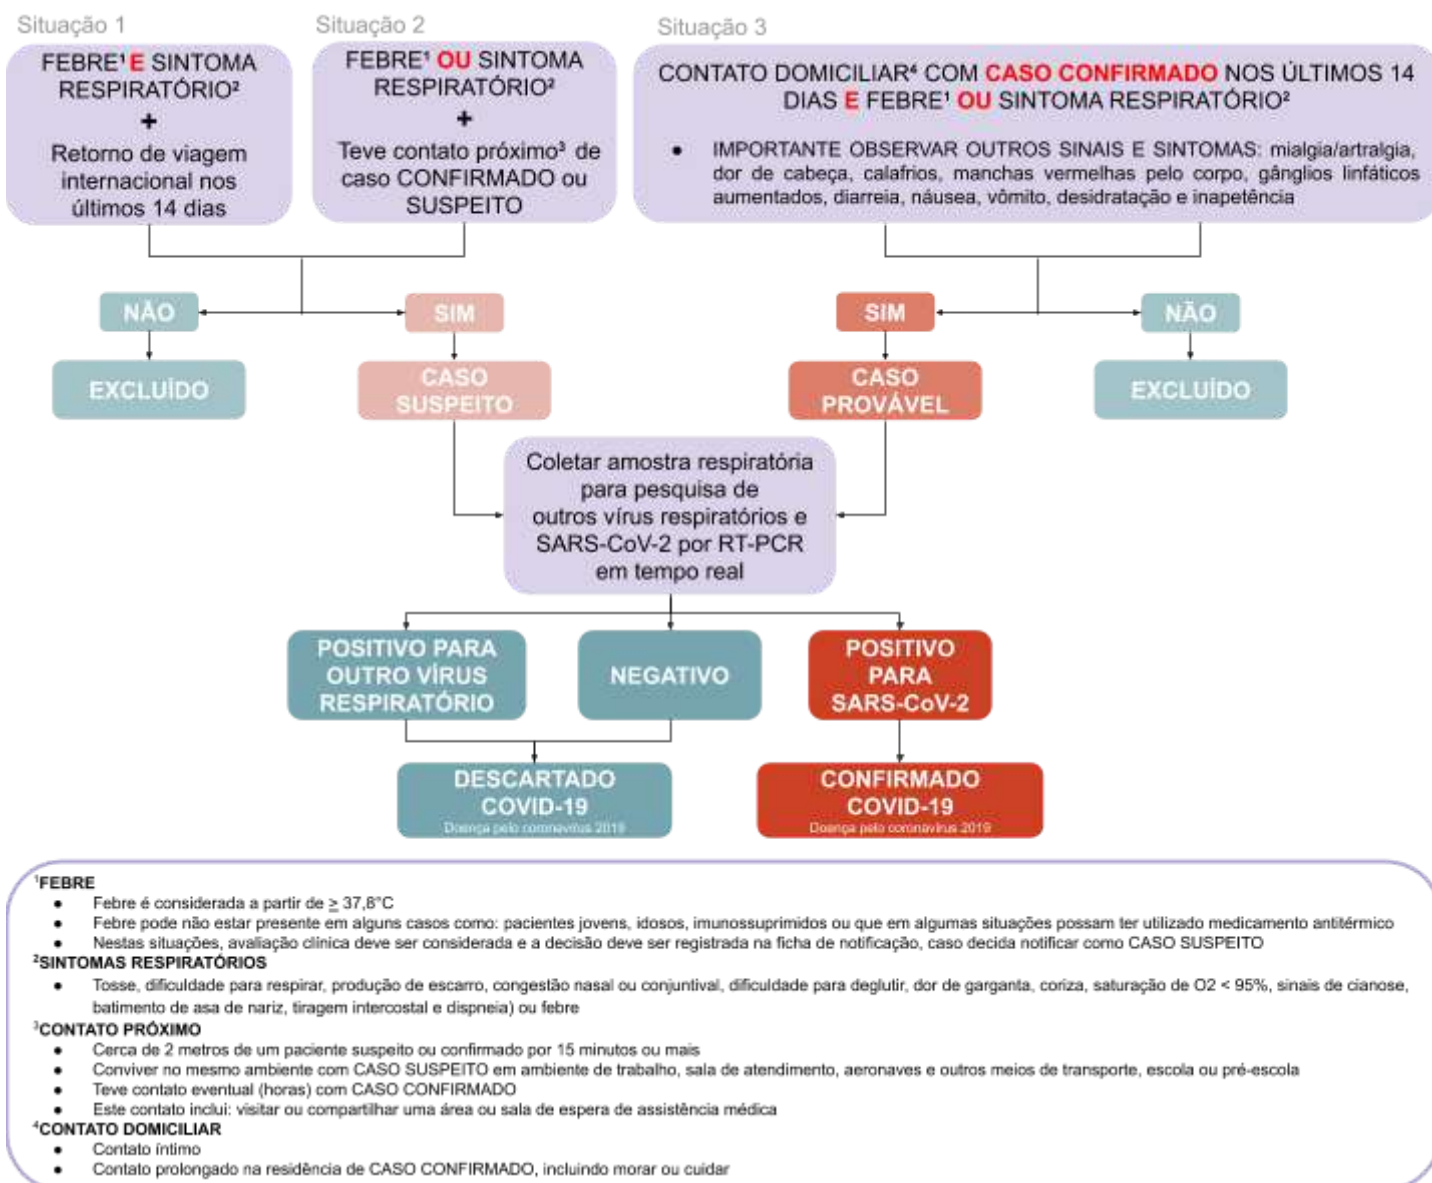 Situação 1
FEBRE¹ E SINTOMA
RESPIRATÓRIO²
+
Retorno de viagem
internacional nos
últimos 14 dias
Situação 2
FEBRE¹ OU SINTOMA
RESPIRATÓRIO²
+
Teve contato próximo³ de
caso CONFIRMADO ou
SUSPEITO
Situação 3
CONTATO DOMICILIAR⁴ COM CASO CONFIRMADO NOS ÚLTIMOS 14
DIAS E FEBRE¹ OU SINTOMA RESPIRATÓRIO²
● IMPORTANTE OBSERVAR OUTROS SINAIS E SINTOMAS: mialgia/artralgia,
dor de cabeça, calafrios, manchas vermelhas pelo corpo, gânglios linfáticos
aumentados, diarreia, náusea, vômito, desidratação e inapetência
NÃO
SIM
SIM
NÃO
EXCLUÍDO
CASO
SUSPEITO
CASO
PROVÁVEL
EXCLUÍDO
Coletar amostra respiratória
para pesquisa de
outros vírus respiratórios e
SARS-CoV-2 por RT-PCR
em tempo real
POSITIVO PARA
OUTRO VÍRUS
RESPIRATÓRIO
NEGATIVO
POSITIVO
PARA
SARS-CoV-2
DESCARTADO
COVID-19
Doença pelo coronavírus 2019
CONFIRMADO
COVID-19
Doença pelo coronavírus 2019
¹FEBRE
● Febre é considerada a partir de ≥ 37,8°C
● Febre pode não estar presente em alguns casos como: pacientes jovens, idosos, imunossuprimidos ou que em algumas situações possam ter utilizado medicamento antitérmico
● Nestas situações, avaliação clínica deve ser considerada e a decisão deve ser registrada na ficha de notificação, caso decida notificar como CASO SUSPEITO
²SINTOMAS RESPIRATÓRIOS
● Tosse, dificuldade para respirar, produção de escarro, congestão nasal ou conjuntival, dificuldade para deglutir, dor de garganta, coriza, saturação de O2 < 95%, sinais de cianose,
batimento de asa de nariz, tiragem intercostal e dispneia) ou febre
³CONTATO PRÓXIMO
● Cerca de 2 metros de um paciente suspeito ou confirmado por 15 minutos ou mais
● Conviver no mesmo ambiente com CASO SUSPEITO em ambiente de trabalho, sala de atendimento, aeronaves e outros meios de transporte, escola ou pré-escola
● Teve contato eventual (horas) com CASO CONFIRMADO
● Este contato inclui: visitar ou compartilhar uma área ou sala de espera de assistência médica
⁴CONTATO DOMICILIAR
● Contato íntimo
● Contato prolongado na residência de CASO CONFIRMADO, incluindo morar ou cuidar